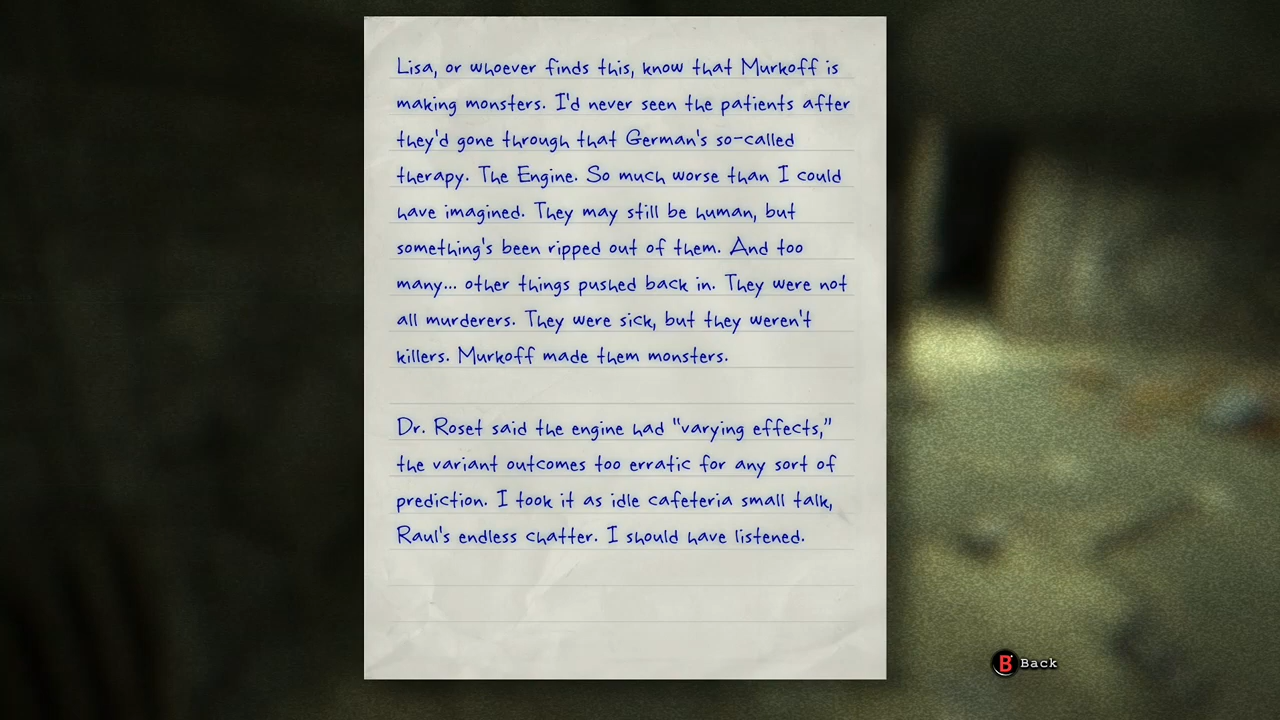 Lisa, or whoever finds this, know that Murkoff is
making monsters. I'd never seen the patients after
they'd gone through that German's so-called
therapy. The Engine. So much worse than I could
have imagined. They may still be human, but
something's been ripped out of them. And too
many... other things pushed back in. They were not
all murderers. They were sick, but they weren't
killers. Murkoff made them monsters.
Dr. Roset said the engine had "varying effects,"
the variant outcomes too erratic for any sort of
prediction. I took it as idle cafeteria small talk,
Raul's endless chatter. I should have listened.
B Back